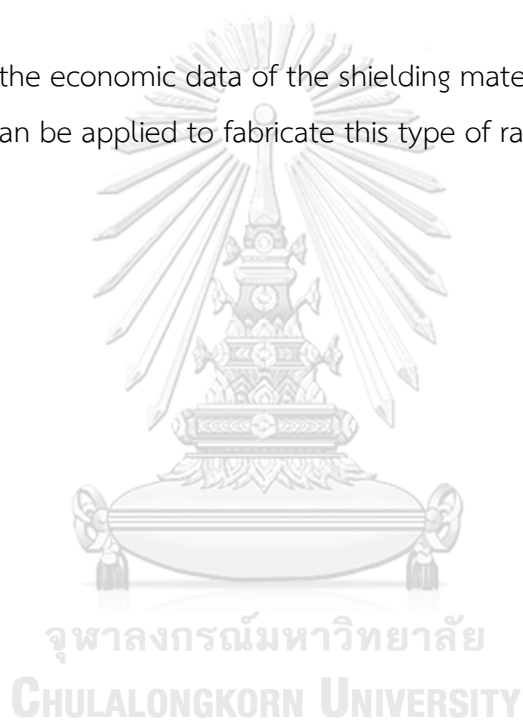 the economic data of the shielding mate
an be applied to fabricate this type of ra
จุฬาลงกรณ์มหาวิทยาลัย
CHULALONGKORN UNIVERSITY